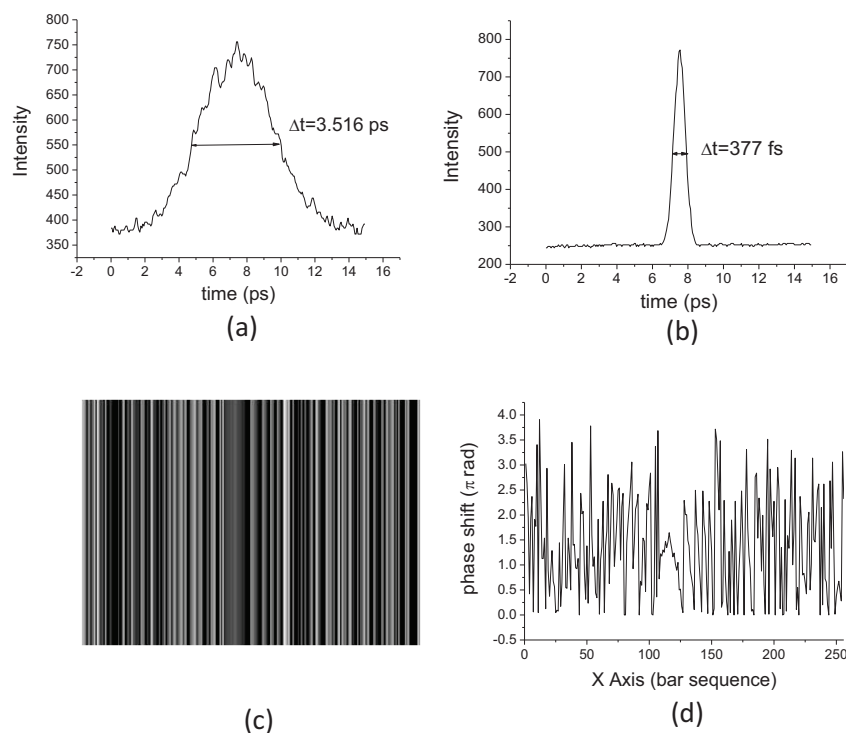 800
750
700
650
600
550
500
450
400
350
Intensity
Δt=3.516 ps
-2 0 2 4 6 8 10 12 14 16
time (ps)
(a)
800
700
600
500
400
300
200
Intensity
Δt=377 fs
-2 0 2 4 6 8 10 12 14 16
time (ps)
(b)
(c)
4.0
3.5
3.0
2.5
2.0
1.5
1.0
0.5
0.0
-0.5
phase shift (π rad)
0 50 100 150 200 250
X Axis (bar sequence)
(d)